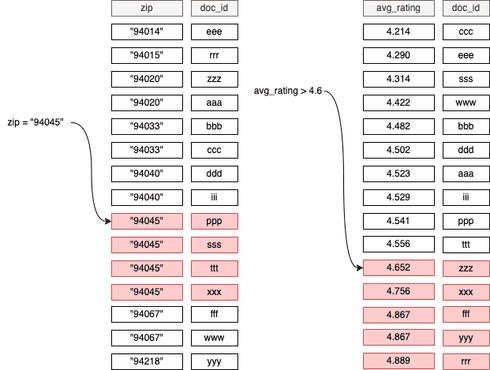 zip doc_id avg_rating doc_id
"94014" eee 4.214 ccc
"94015" rrr 4.290 eee
"94020" zzz 4.314 sss
"94020" aaa 4.422 www
avg_rating > 4.6
zip = "94045" "94033" bbb 4.482 bbb
"94033" ccc 4.502 ddd
"94040" ddd 4.523 aaa
"94040" iii 4.529 iii
"94045" ppp 4.541 ppp
"94045" sss 4.556 ttt
"94045" ttt 4.652 zzz
"94045" xxx 4.756 xxx
"94067" fff 4.867 fff
"94067" www 4.867 yyy
"94218" yyy 4.889 rrr